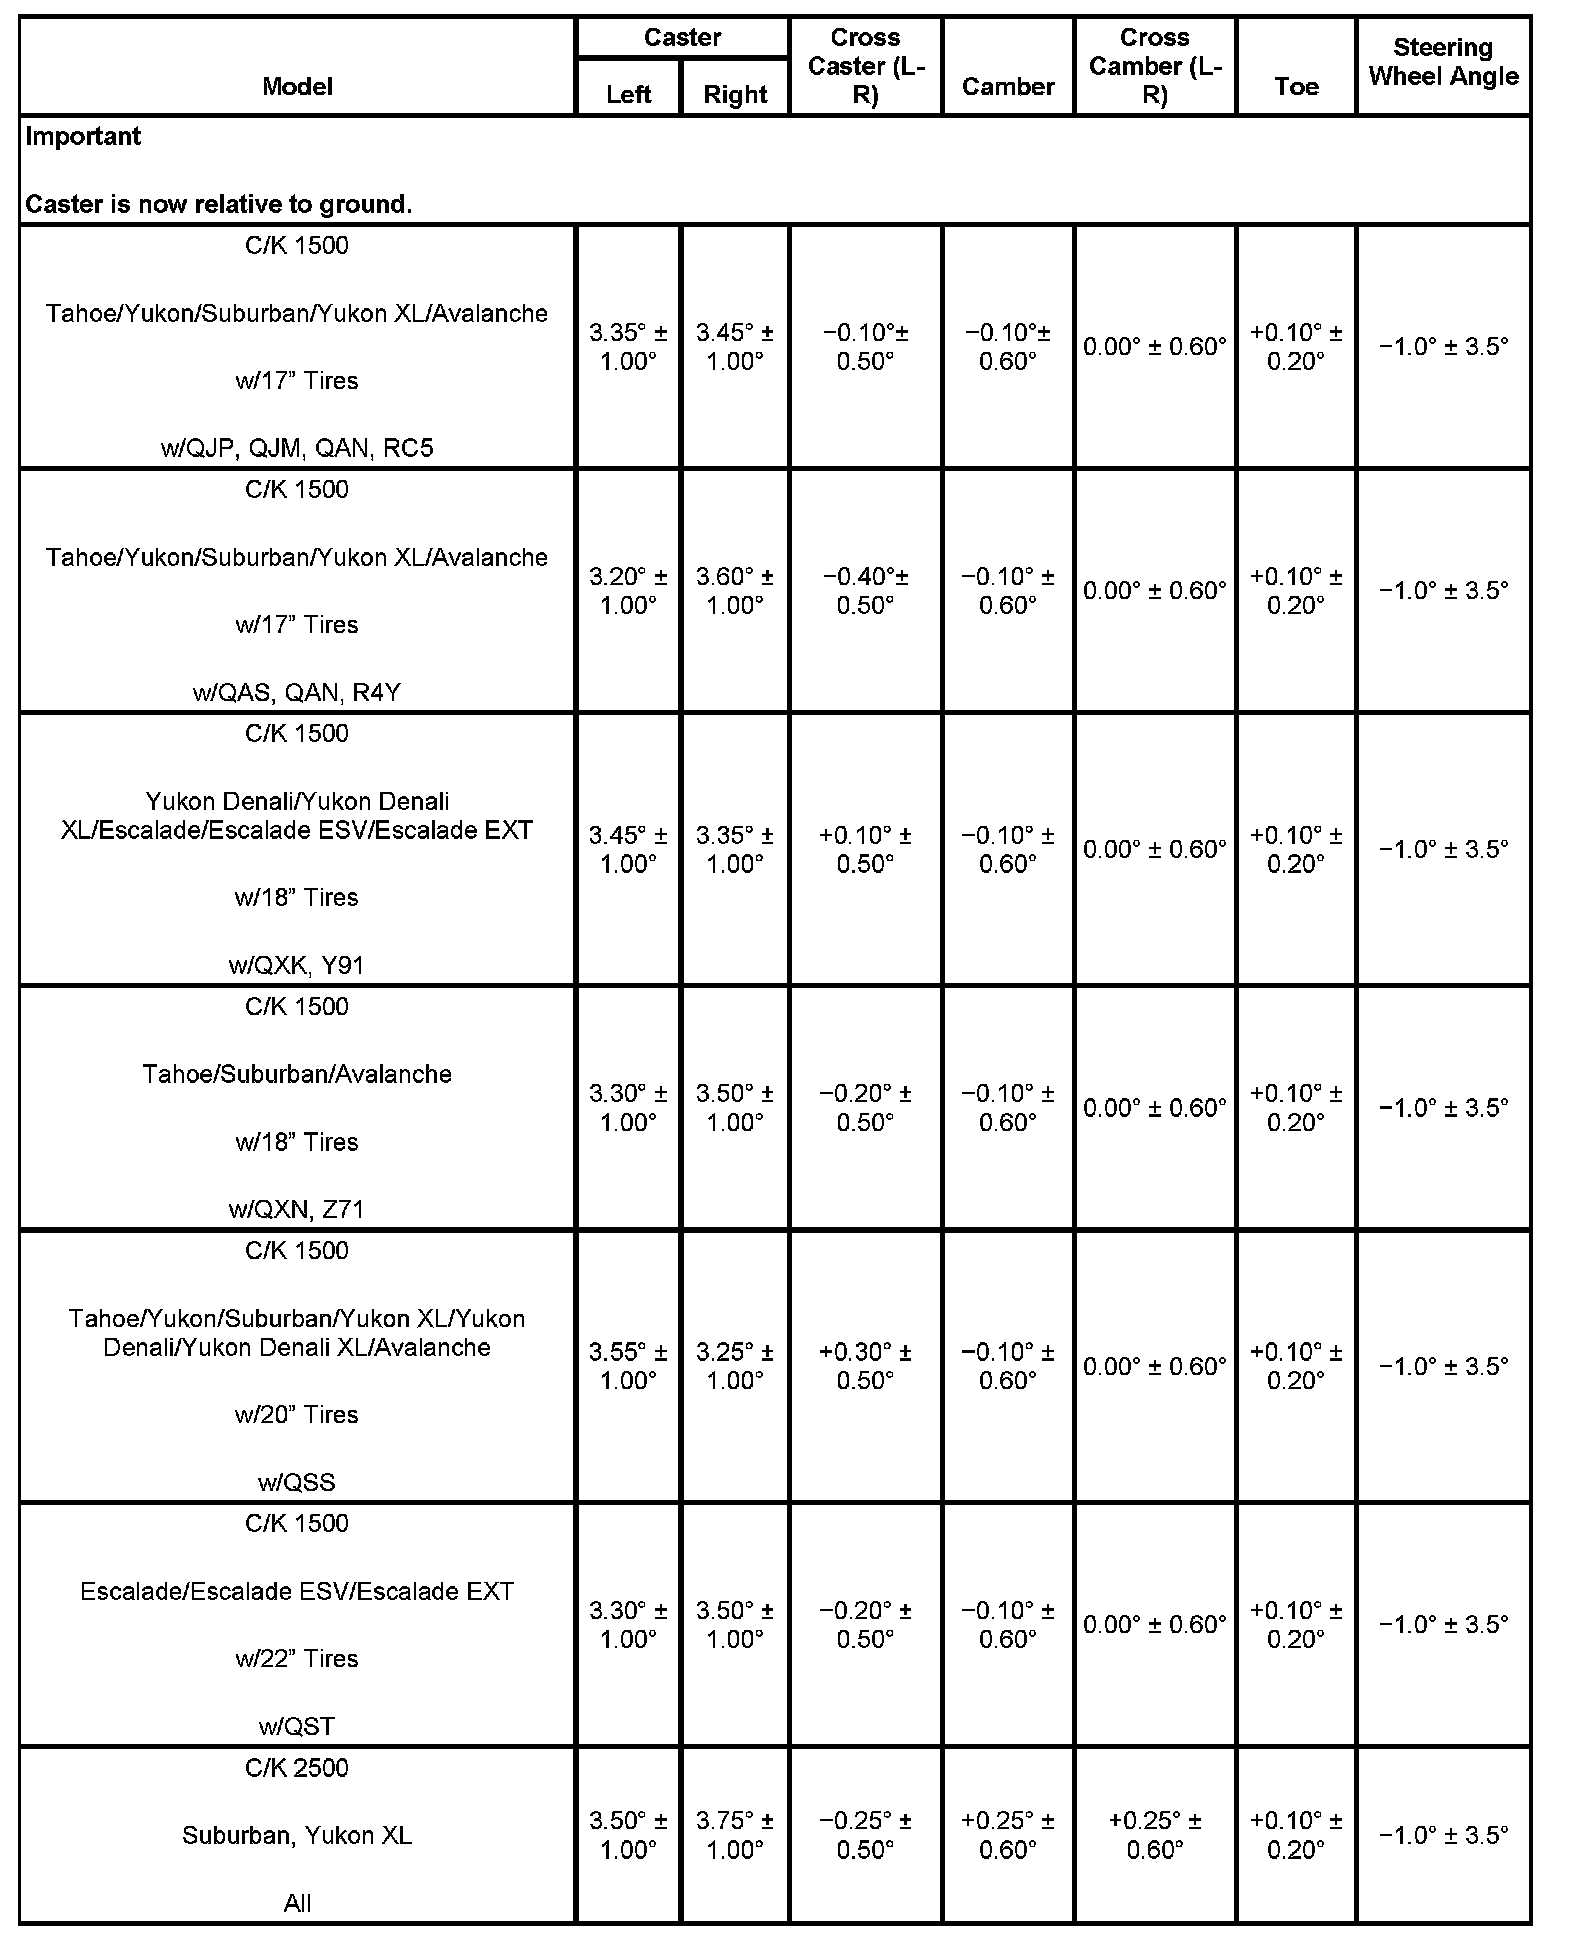 Model
Caster
Left
Right
Cross
Caster (L-
R)
Camber
Cross
Camber (L-
R)
Toe
Steering
Wheel Angle
Important
Caster is now relative to ground.
C/K 1500
Tahoe/Yukon/Suburban/Yukon XL/Avalanche
w/17” Tires
w/QJP, QJM, QAN, RC5
3.35° ±
1.00°
3.45° ±
1.00°
−0.10°±
0.50°
−0.10°±
0.60°
0.00° ± 0.60°
+0.10° ±
0.20°
−1.0° ± 3.5°
C/K 1500
Tahoe/Yukon/Suburban/Yukon XL/Avalanche
w/17” Tires
w/QAS, QAN, R4Y
3.20° ±
1.00°
3.60° ±
1.00°
−0.40°±
0.50°
−0.10° ±
0.60°
0.00° ± 0.60°
+0.10° ±
0.20°
−1.0° ± 3.5°
C/K 1500
Yukon Denali/Yukon Denali
XL/Escalade/Escalade ESV/Escalade EXT
w/18” Tires
w/QXK, Y91
3.45° ±
1.00°
3.35° ±
1.00°
+0.10° ±
0.50°
−0.10° ±
0.60°
0.00° ± 0.60°
+0.10° ±
0.20°
−1.0° ± 3.5°
C/K 1500
Tahoe/Suburban/Avalanche
w/18” Tires
w/QXN, Z71
3.30° ±
1.00°
3.50° ±
1.00°
−0.20° ±
0.50°
−0.10° ±
0.60°
0.00° ± 0.60°
+0.10° ±
0.20°
−1.0° ± 3.5°
C/K 1500
Tahoe/Yukon/Suburban/Yukon XL/Yukon
Denali/Yukon Denali XL/Avalanche
w/20” Tires
w/QSS
3.55° ±
1.00°
3.25° ±
1.00°
+0.30° ±
0.50°
−0.10° ±
0.60°
0.00° ± 0.60°
+0.10° ±
0.20°
−1.0° ± 3.5°
C/K 1500
Escalade/Escalade ESV/Escalade EXT
w/22” Tires
w/QST
3.30° ±
1.00°
3.50° ±
1.00°
−0.20° ±
0.50°
−0.10° ±
0.60°
0.00° ± 0.60°
+0.10° ±
0.20°
−1.0° ± 3.5°
C/K 2500
Suburban, Yukon XL
All
3.50° ±
1.00°
3.75° ±
1.00°
−0.25° ±
0.50°
+0.25° ±
0.60°
+0.25° ±
0.60°
+0.10° ±
0.20°
−1.0° ± 3.5°